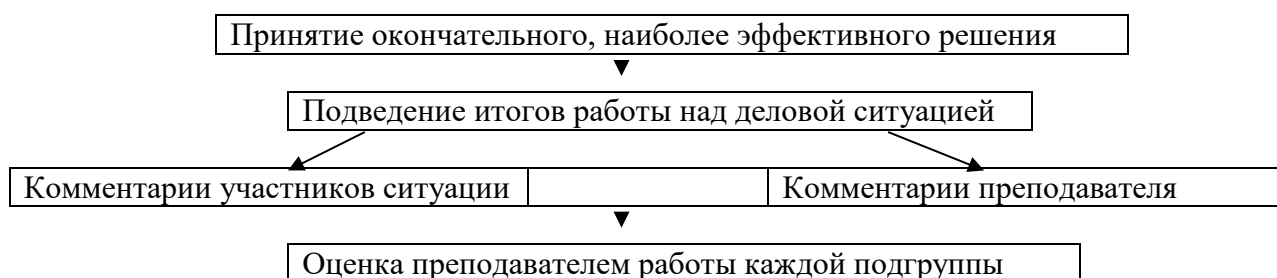 Принятие окончательного, наиболее эффективного решения
Подведение итогов работы над деловой ситуацией
Комментарии участников ситуации Комментарии преподавателя
Оценка преподавателем работы каждой подгруппы